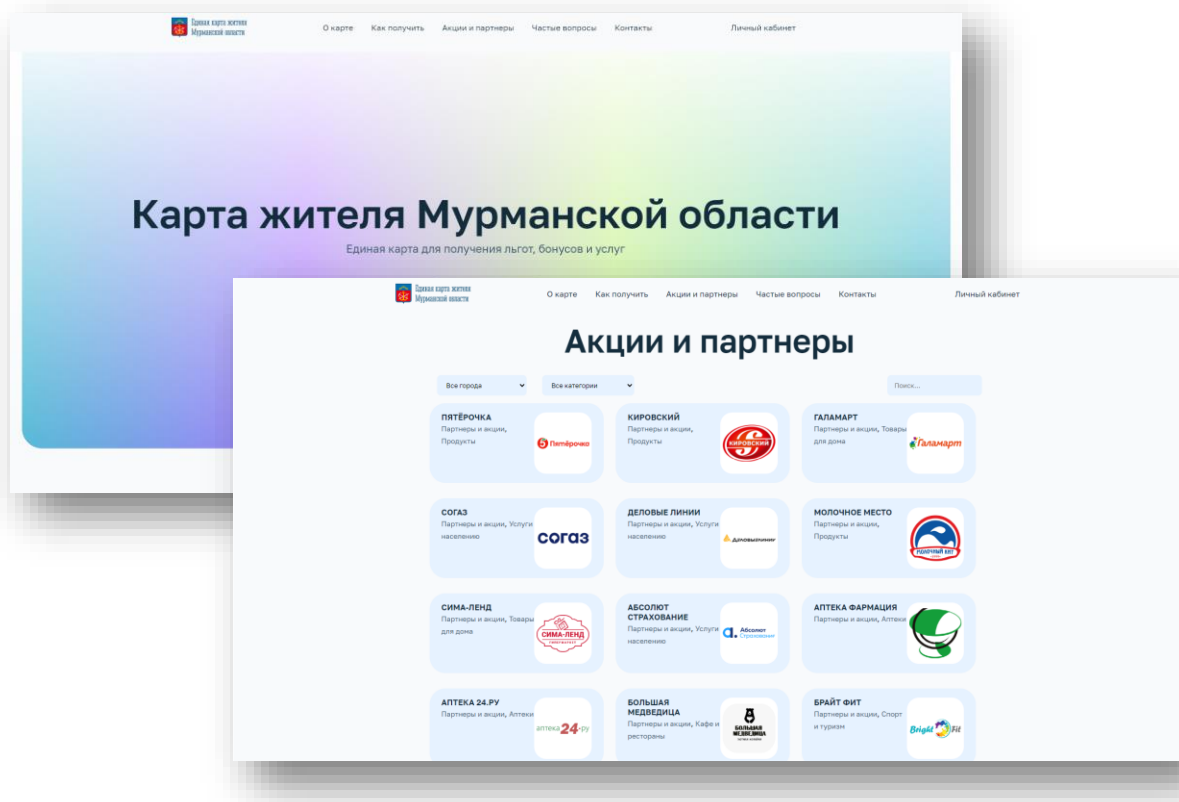 Единая карта жителя
Мурманской области
О карте Как получить Акции и партнеры Частые вопросы Контакты Личный кабинет
Карта жителя Мурманской области
Единая карта для получения льгот, бонусов и услуг
Единая карта жителя
Мурманской области
О карте Как получить Акции и партнеры Частые вопросы Контакты Личный кабинет
Акции и партнеры
Все города Все категории Поиск...
ПЯТЁРОЧКА
Партнеры и акции,
Продукты
5 Пятёрочка
КИРОВСКИЙ
Партнеры и акции,
Продукты
КИРОВСКИЙ
ГАЛАМАРТ
Партнеры и акции, Товары
для дома
Галамарт
СОГАЗ
Партнеры и акции, Услуги
населению
СОГАЗ
ДЕЛОВЫЕ ЛИНИИ
Партнеры и акции, Услуги
населению
Деловые линии
МОЛОЧНОЕ МЕСТО
Партнеры и акции,
Продукты
СИМА-ЛЕНД
Партнеры и акции, Товары
для дома
СИМА-ЛЕНД
АБСОЛЮТ
СТРАХОВАНИЕ
Партнеры и акции, Услуги
населению
а. Абсолют
Страхование
АПТЕКА ФАРМАЦИЯ
Партнеры и акции, Аптеки
АПТЕКА 24.РУ
Партнеры и акции, Аптеки
аптека 24·ру
БОЛЬШАЯ
МЕДВЕДИЦА
Партнеры и акции, Кафе и
рестораны
БОЛЬШАЯ
МЕДВЕДИЦА
БРАЙТ ФИТ
Партнеры и акции, Спорт
и туризм
Bright Fit